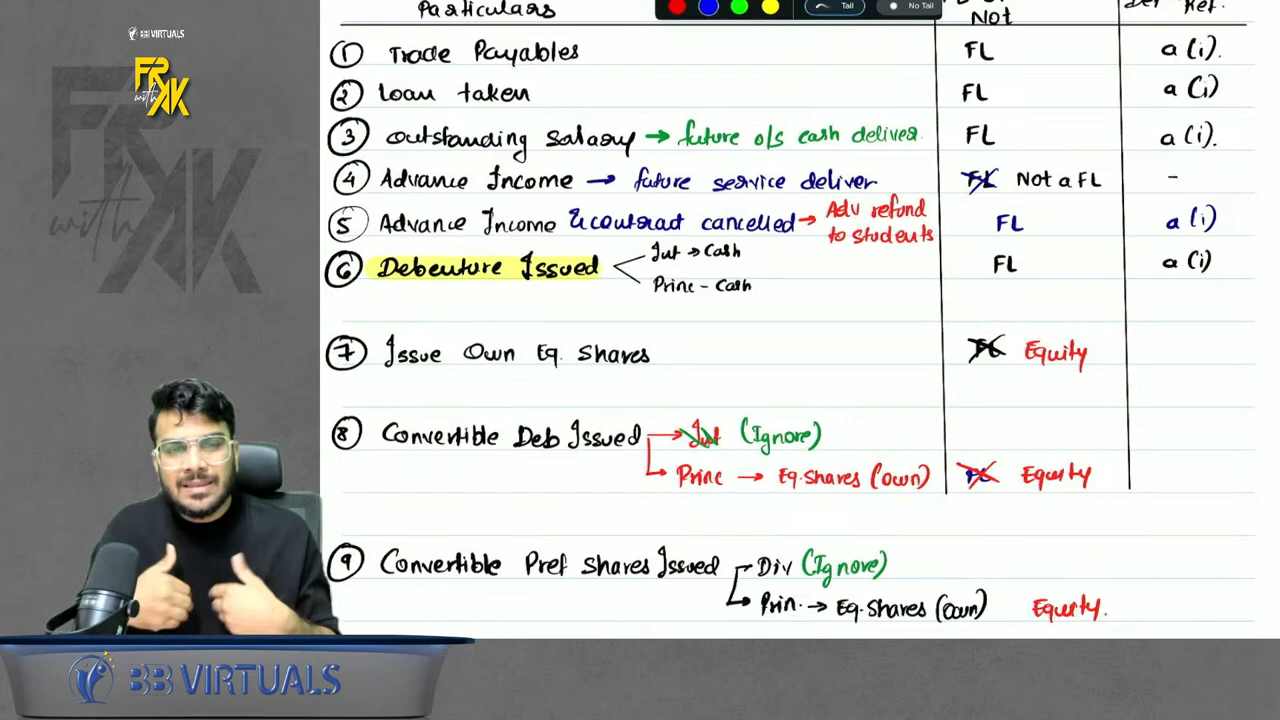 BB VIRTUALS
FR
with
AK
Particulars
Tail
No Tail
Not
Ref.
1 Trade Payables FL a (i).
2 Loan taken FL a (i)
3 Outstanding Salary → future o/s cash deliver. FL a (i).
4 Advance Income → future service deliver FL Not a FL -
5 Advance Income & contract cancelled → Adv refund to students FL a (i)
6 Debenture Issued FL a (i)
Int → Cash
Princ - Cash
7 Issue Own Eq. Shares Equity
8 Convertible Deb Issued → Int (Ignore)
Princ → Eq. Shares (own) FL Equity
9 Convertible Pref Shares Issued Div (Ignore)
Prin. → Eq. Shares (own) Equity.
BB VIRTUALS